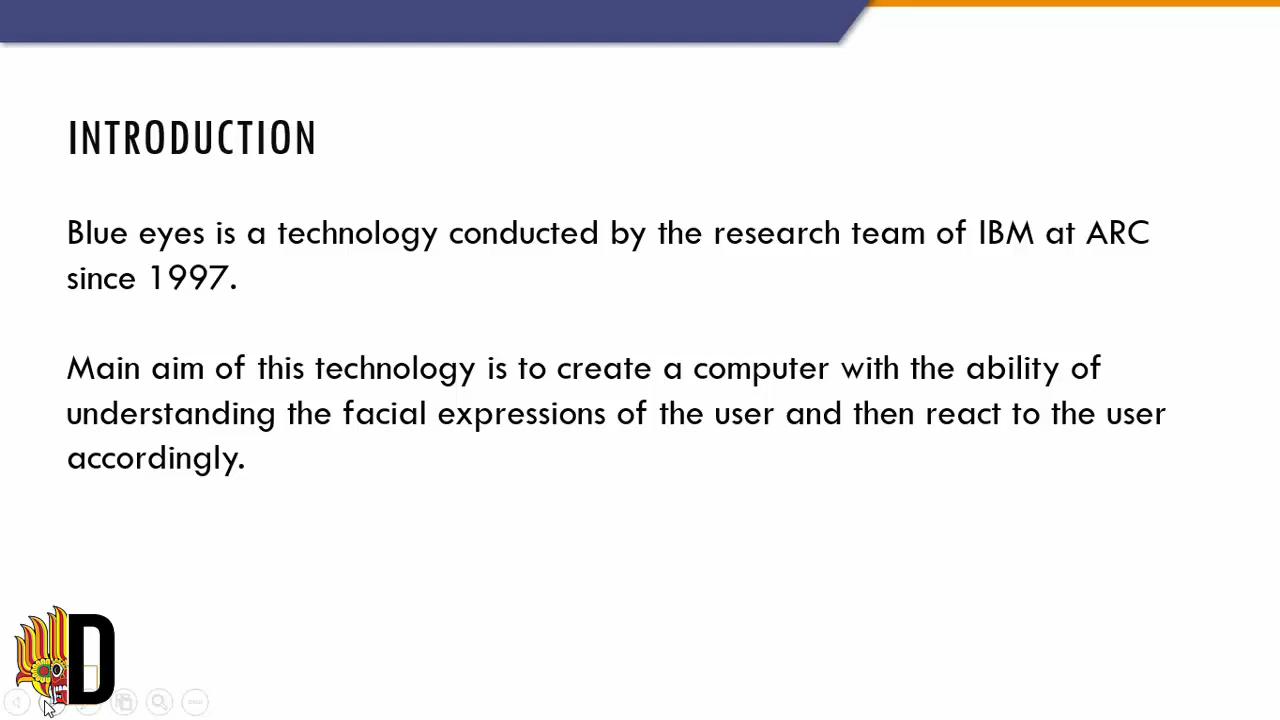 INTRODUCTION
Blue eyes is a technology conducted by the research team of IBM at ARC
since 1997.
Main aim of this technology is to create a computer with the ability of
understanding the facial expressions of the user and then react to the user
accordingly.
D